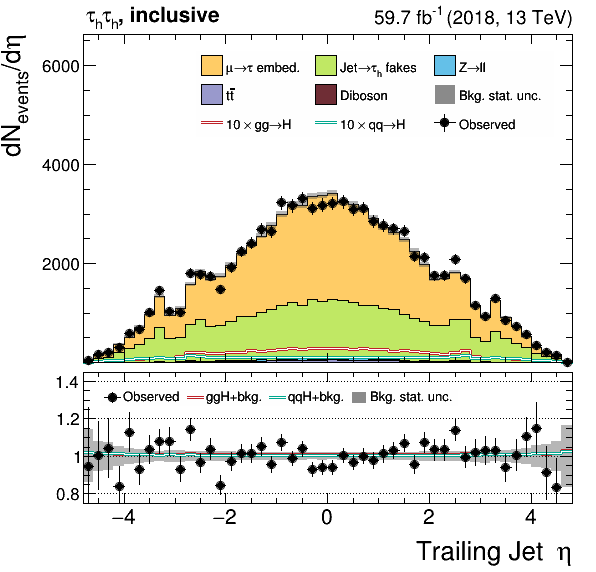 τhτh, inclusive 59.7 fb⁻¹ (2018, 13 TeV)
dNevents/dη
6000
4000
2000
μ→τ embed. Jet→τh fakes Z→ll
tt̄ Diboson Bkg. stat. unc.
10 × gg→H 10 × qq→H Observed
1.4
1.2
1
0.8
Observed ggH+bkg. qqH+bkg. Bkg. stat. unc.
−4 −2 0 2 4
Trailing Jet η